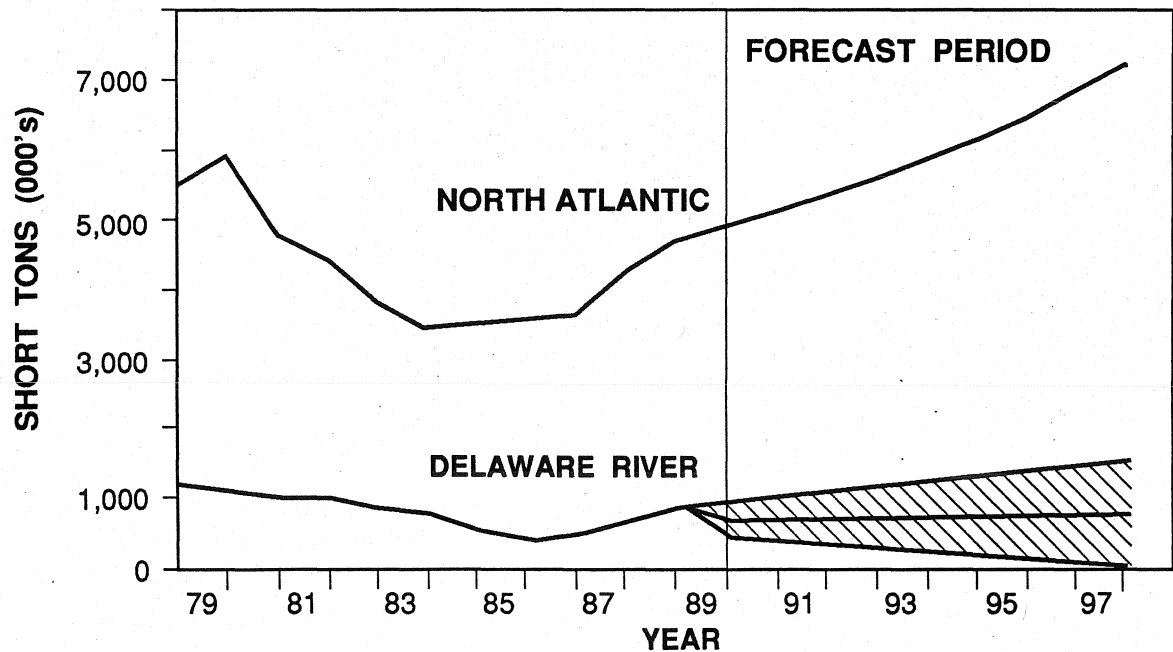 FORECAST PERIOD
7,000
NORTH ATLANTIC
5,000
SHORT TONS (000's)
3,000
DELAWARE RIVER
1,000
0
79 81 83 85 87 89 91 93 95 97
YEAR